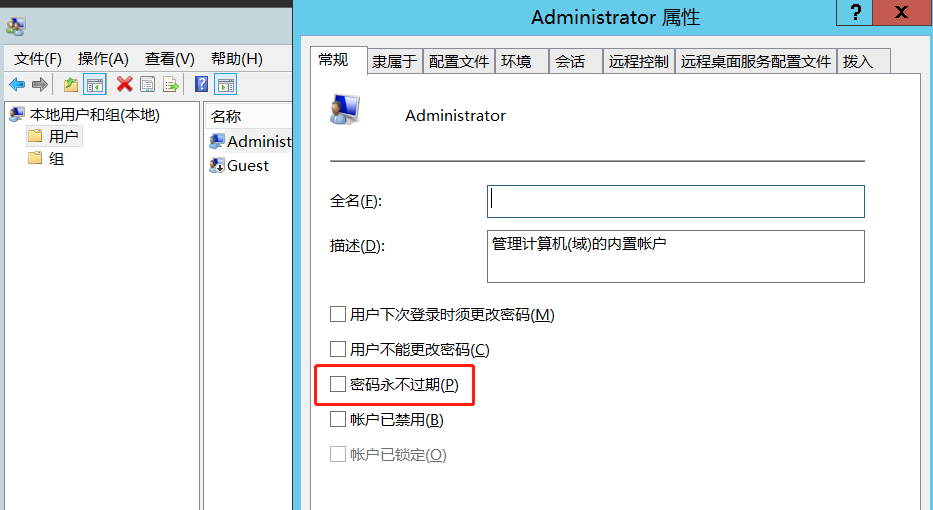 Administrator 属性
?
X
文件(F) 操作(A) 查看(V) 帮助(H)
?
本地用户和组(本地)
用户
组
名称
Administ
Guest
常规 隶属于 配置文件 环境 会话 远程控制 远程桌面服务配置文件 拨入
Administrator
全名(F):
描述(D):
管理计算机(域)的内置帐户
用户下次登录时须更改密码(M)
用户不能更改密码(C)
密码永不过期(P)
帐户已禁用(B)
帐户已锁定(O)